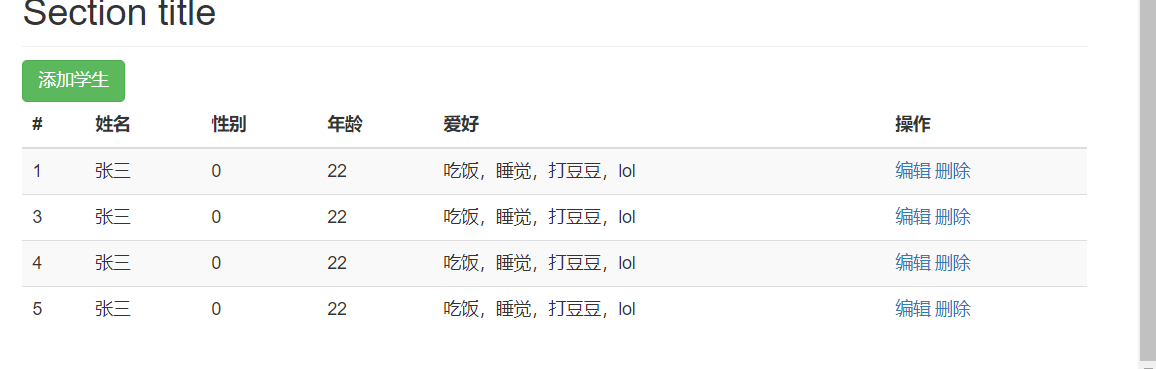 Section title
添加学生
# 姓名 性别 年龄 爱好 操作
1 张三 0 22 吃饭，睡觉，打豆豆，lol 编辑 删除
3 张三 0 22 吃饭，睡觉，打豆豆，lol 编辑 删除
4 张三 0 22 吃饭，睡觉，打豆豆，lol 编辑 删除
5 张三 0 22 吃饭，睡觉，打豆豆，lol 编辑 删除